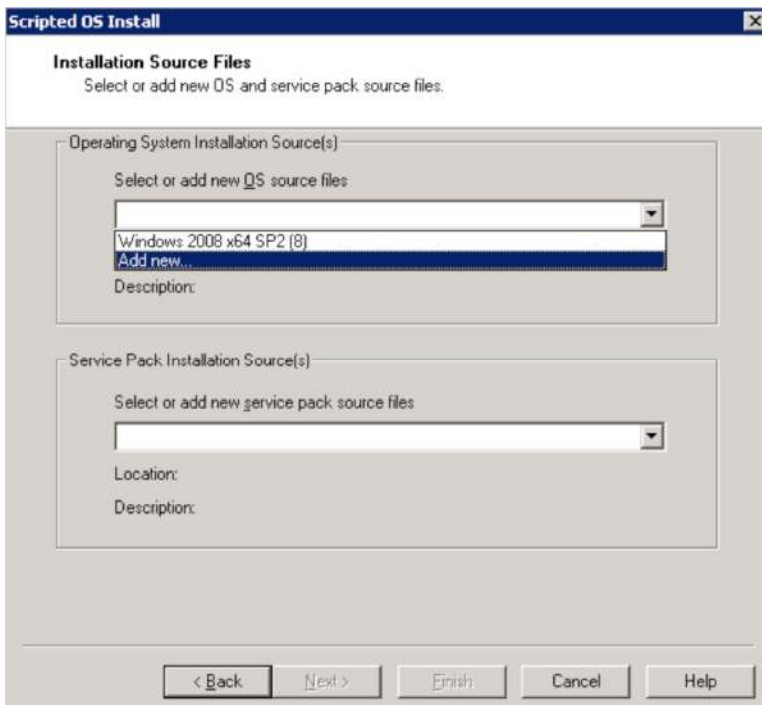 Scripted OS Install
Installation Source Files
Select or add new OS and service pack source files.
Operating System Installation Source(s)
Select or add new OS source files
Windows 2008 x64 SP2 (8)
Add new...
Description:
Service Pack Installation Source(s)
Select or add new service pack source files
Location:
Description:
< Back
Next >
Finish
Cancel
Help